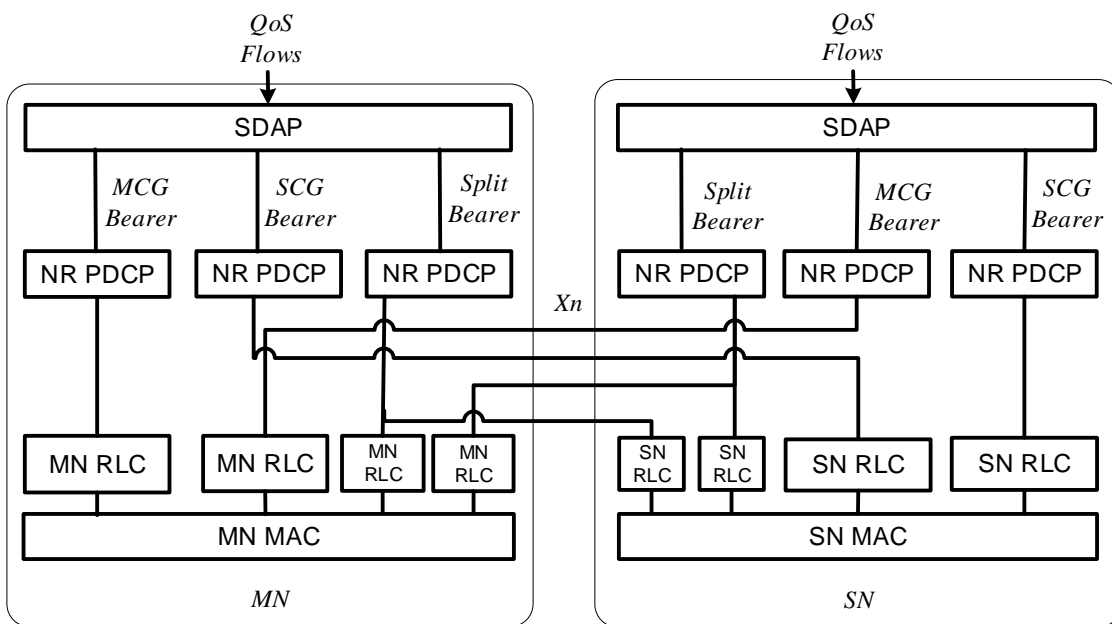 QoS
Flows
QoS
Flows
SDAP
SDAP
MCG
Bearer
SCG
Bearer
Split
Bearer
Split
Bearer
MCG
Bearer
SCG
Bearer
NR PDCP
NR PDCP
NR PDCP
NR PDCP
NR PDCP
NR PDCP
Xn
MN RLC
MN RLC
MN
RLC
MN
RLC
SN
RLC
SN
RLC
SN RLC
SN RLC
MN MAC
SN MAC
MN
SN